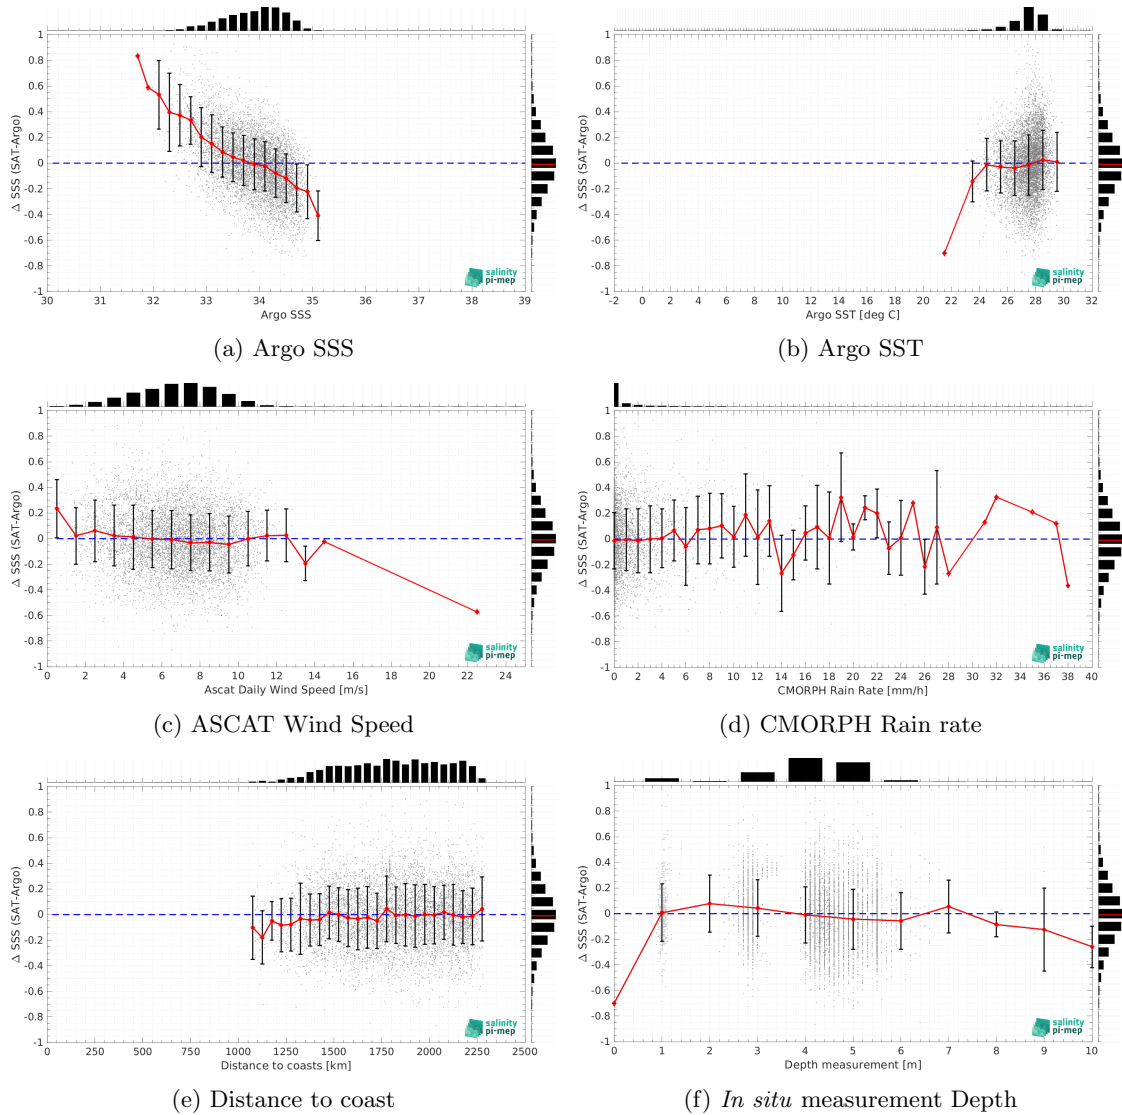 1
0.8
0.6
0.4
0.2
0
-0.2
-0.4
-0.6
-0.8
-1
Δ SSS (SAT-Argo)
salinity
pi-mep
30 31 32 33 34 35 36 37 38 39
Argo SSS
(a) Argo SSS
1
0.8
0.6
0.4
0.2
0
-0.2
-0.4
-0.6
-0.8
-1
Δ SSS (SAT-Argo)
salinity
pi-mep
-2 0 2 4 6 8 10 12 14 16 18 20 22 24 26 28 30 32
Argo SST [deg C]
(b) Argo SST
1
0.8
0.6
0.4
0.2
0
-0.2
-0.4
-0.6
-0.8
-1
Δ SSS (SAT-Argo)
salinity
pi-mep
0 2 4 6 8 10 12 14 16 18 20 22 24
Ascat Daily Wind Speed [m/s]
(c) ASCAT Wind Speed
1
0.8
0.6
0.4
0.2
0
-0.2
-0.4
-0.6
-0.8
-1
Δ SSS (SAT-Argo)
salinity
pi-mep
0 2 4 6 8 10 12 14 16 18 20 22 24 26 28 30 32 34 36 38 40
CMORPH Rain Rate [mm/h]
(d) CMORPH Rain rate
1
0.8
0.6
0.4
0.2
0
-0.2
-0.4
-0.6
-0.8
-1
Δ SSS (SAT-Argo)
salinity
pi-mep
0 250 500 750 1000 1250 1500 1750 2000 2250 2500
Distance to coasts [km]
(e) Distance to coast
1
0.8
0.6
0.4
0.2
0
-0.2
-0.4
-0.6
-0.8
-1
Δ SSS (SAT-Argo)
salinity
pi-mep
0 1 2 3 4 5 6 7 8 9 10
Depth measurement [m]
(f) In situ measurement Depth